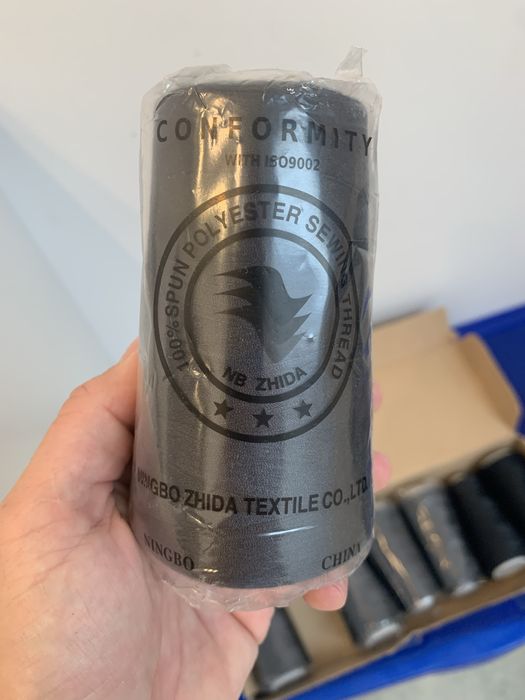 CONFORMITY
WITH ISO9002
100%SPUN POLYESTER SEWING THREAD
NB ZHIDA
NINGBO ZHIDA TEXTILE CO.,LTD.
NINGBO CHINA